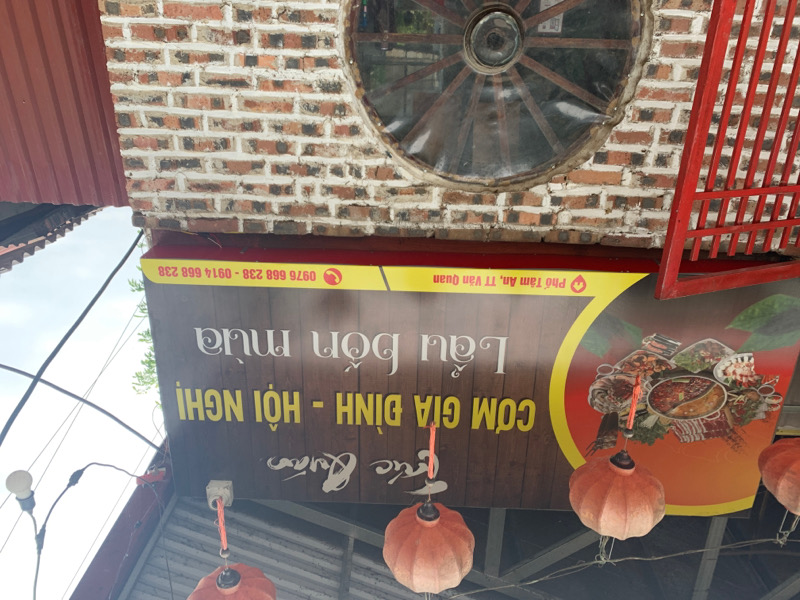 Trúc Quán
CƠM GIA ĐÌNH - HỘI NGHỊ
Lẩu bốn mùa
Phố Tâm An, TT Văn Quan
0976 668 238 - 0914 668 238